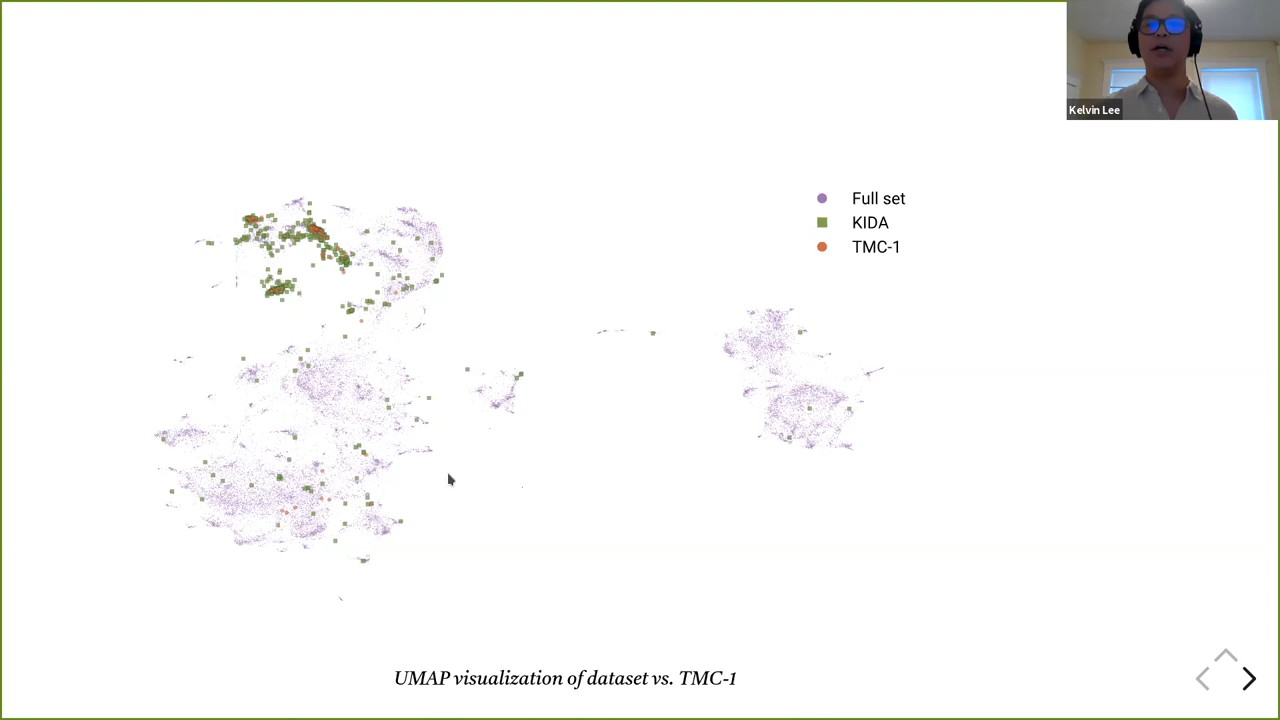 Kelvin Lee
Full set
KIDA
TMC-1
UMAP visualization of dataset vs. TMC-1